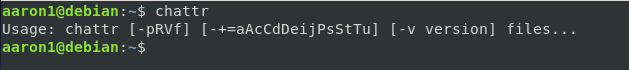 aaron1@debian:~$ chattr
Usage: chattr [-pRVf] [-+=aAcCdDeijPsStTu] [-v version] files...
aaron1@debian:~$